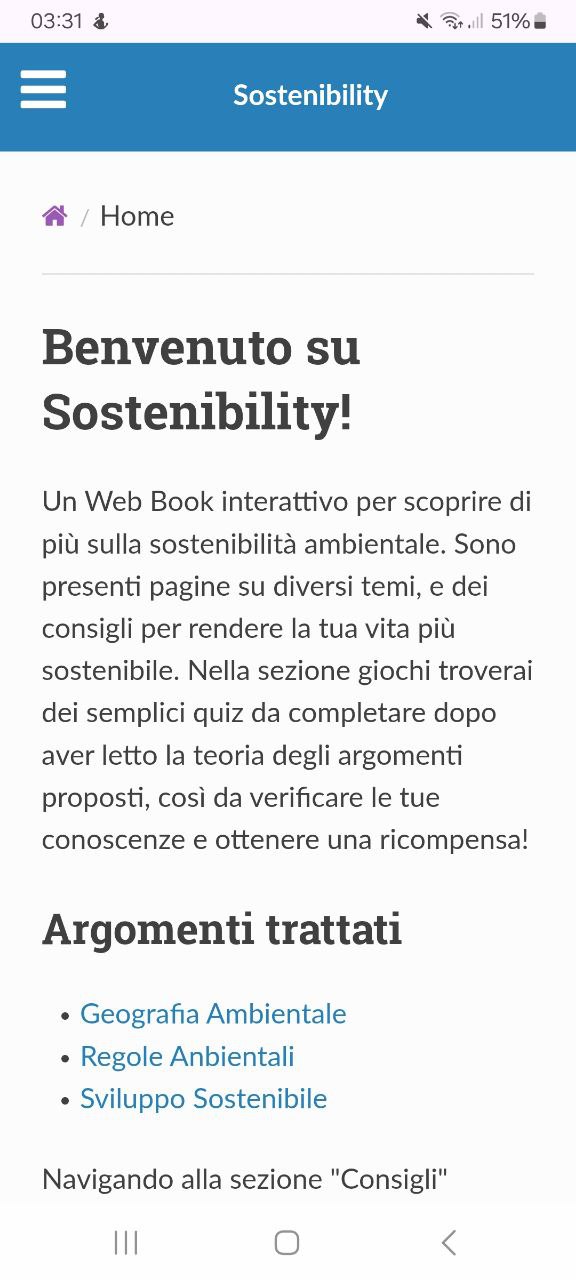 03:31
51%
Sostenibility
/ Home
Benvenuto su
Sostenibility!
Un Web Book interattivo per scoprire di
più sulla sostenibilità ambientale. Sono
presenti pagine su diversi temi, e dei
consigli per rendere la tua vita più
sostenibile. Nella sezione giochi troverai
dei semplici quiz da completare dopo
aver letto la teoria degli argomenti
proposti, così da verificare le tue
conoscenze e ottenere una ricompensa!
Argomenti trattati
• Geografia Ambientale
• Regole Anbientali
• Sviluppo Sostenibile
Navigando alla sezione "Consigli"